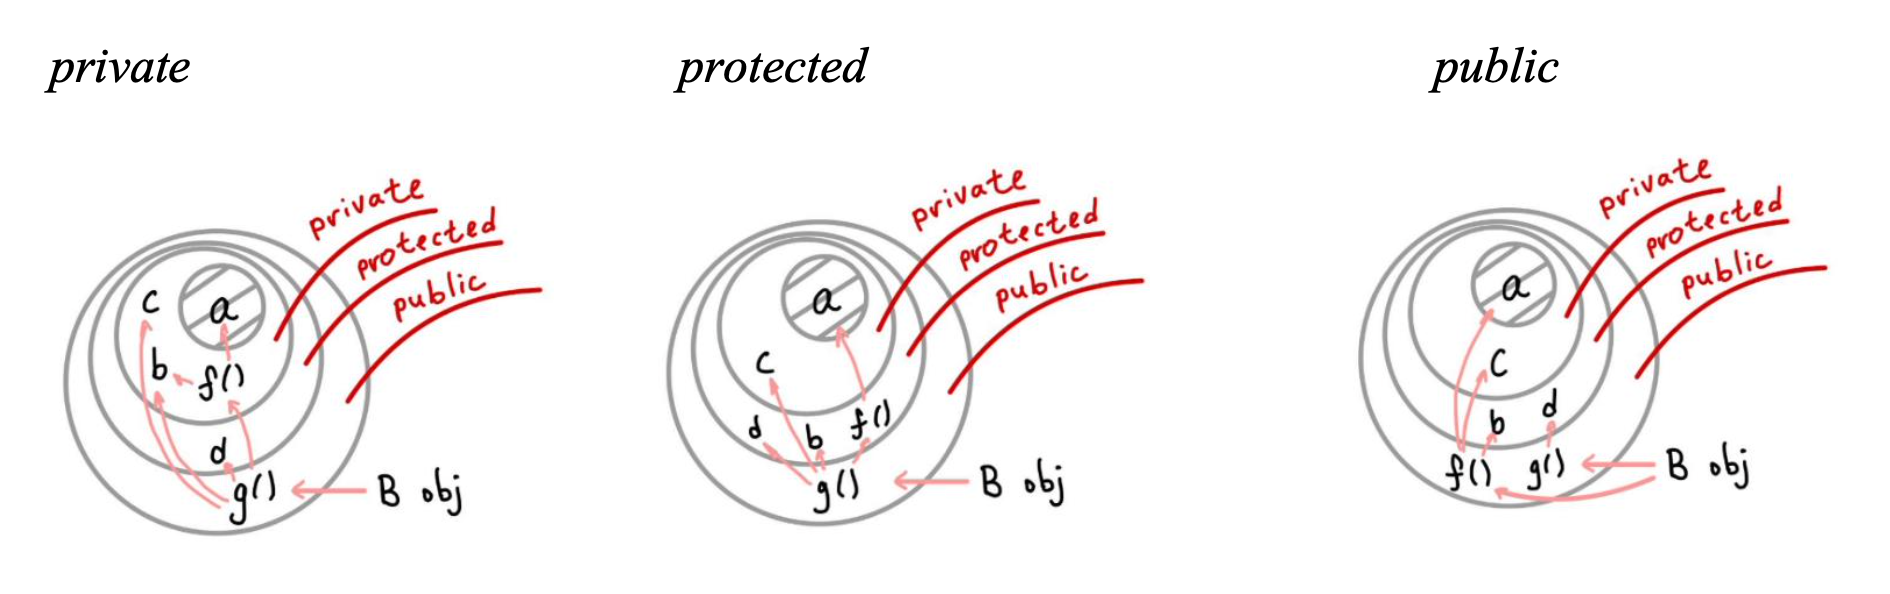 private
protected
public
private
protected
public
c
a
b
f()
d
g()
B obj
private
protected
public
a
c
d
b
f()
g()
B obj
private
protected
public
a
c
b
d
f()
g()
B obj